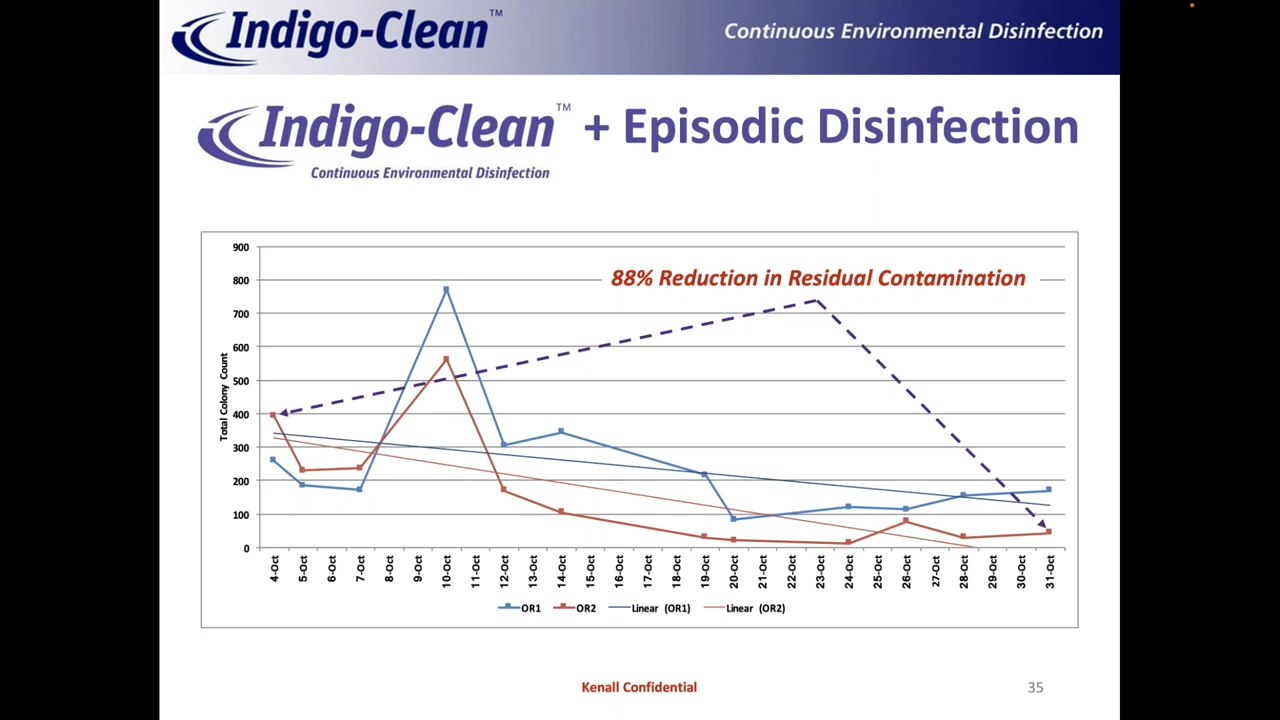 Indigo-Clean™
Continuous Environmental Disinfection
Indigo-Clean™ + Episodic Disinfection
Continuous Environmental Disinfection
88% Reduction in Residual Contamination
Total Colony Count
900
800
700
600
500
400
300
200
100
0
4-Oct
5-Oct
6-Oct
7-Oct
8-Oct
9-Oct
10-Oct
11-Oct
12-Oct
13-Oct
14-Oct
15-Oct
16-Oct
17-Oct
18-Oct
19-Oct
20-Oct
21-Oct
22-Oct
23-Oct
24-Oct
25-Oct
26-Oct
27-Oct
28-Oct
29-Oct
30-Oct
31-Oct
OR1 OR2 Linear (OR1) Linear (OR2)
Kenall Confidential
35